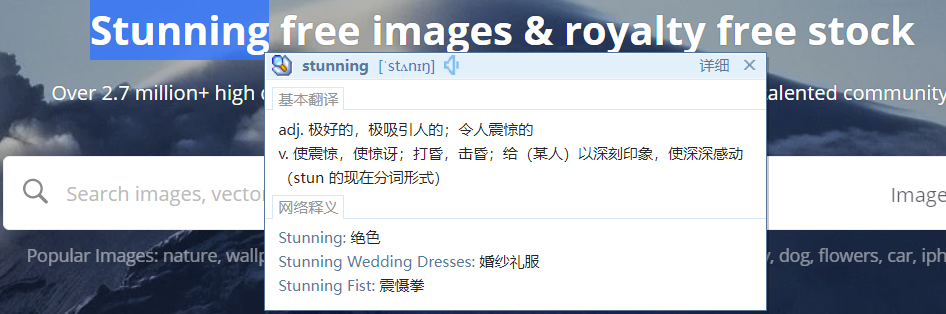 Stunning free images & royalty free stock
stunning [ˈstʌnɪŋ] 详细
Over 2.7 million+ high
talented community
基本翻译
adj. 极好的，极吸引人的；令人震惊的
v. 使震惊，使惊讶；打昏，击昏；给（某人）以深刻印象，使深深感动
（stun 的现在分词形式）
Search images, vector
Image
网络释义
Stunning: 绝色
Popular Images: nature, wallp
y, dog, flowers, car, iph
Stunning Wedding Dresses: 婚纱礼服
Stunning Fist: 震慑拳